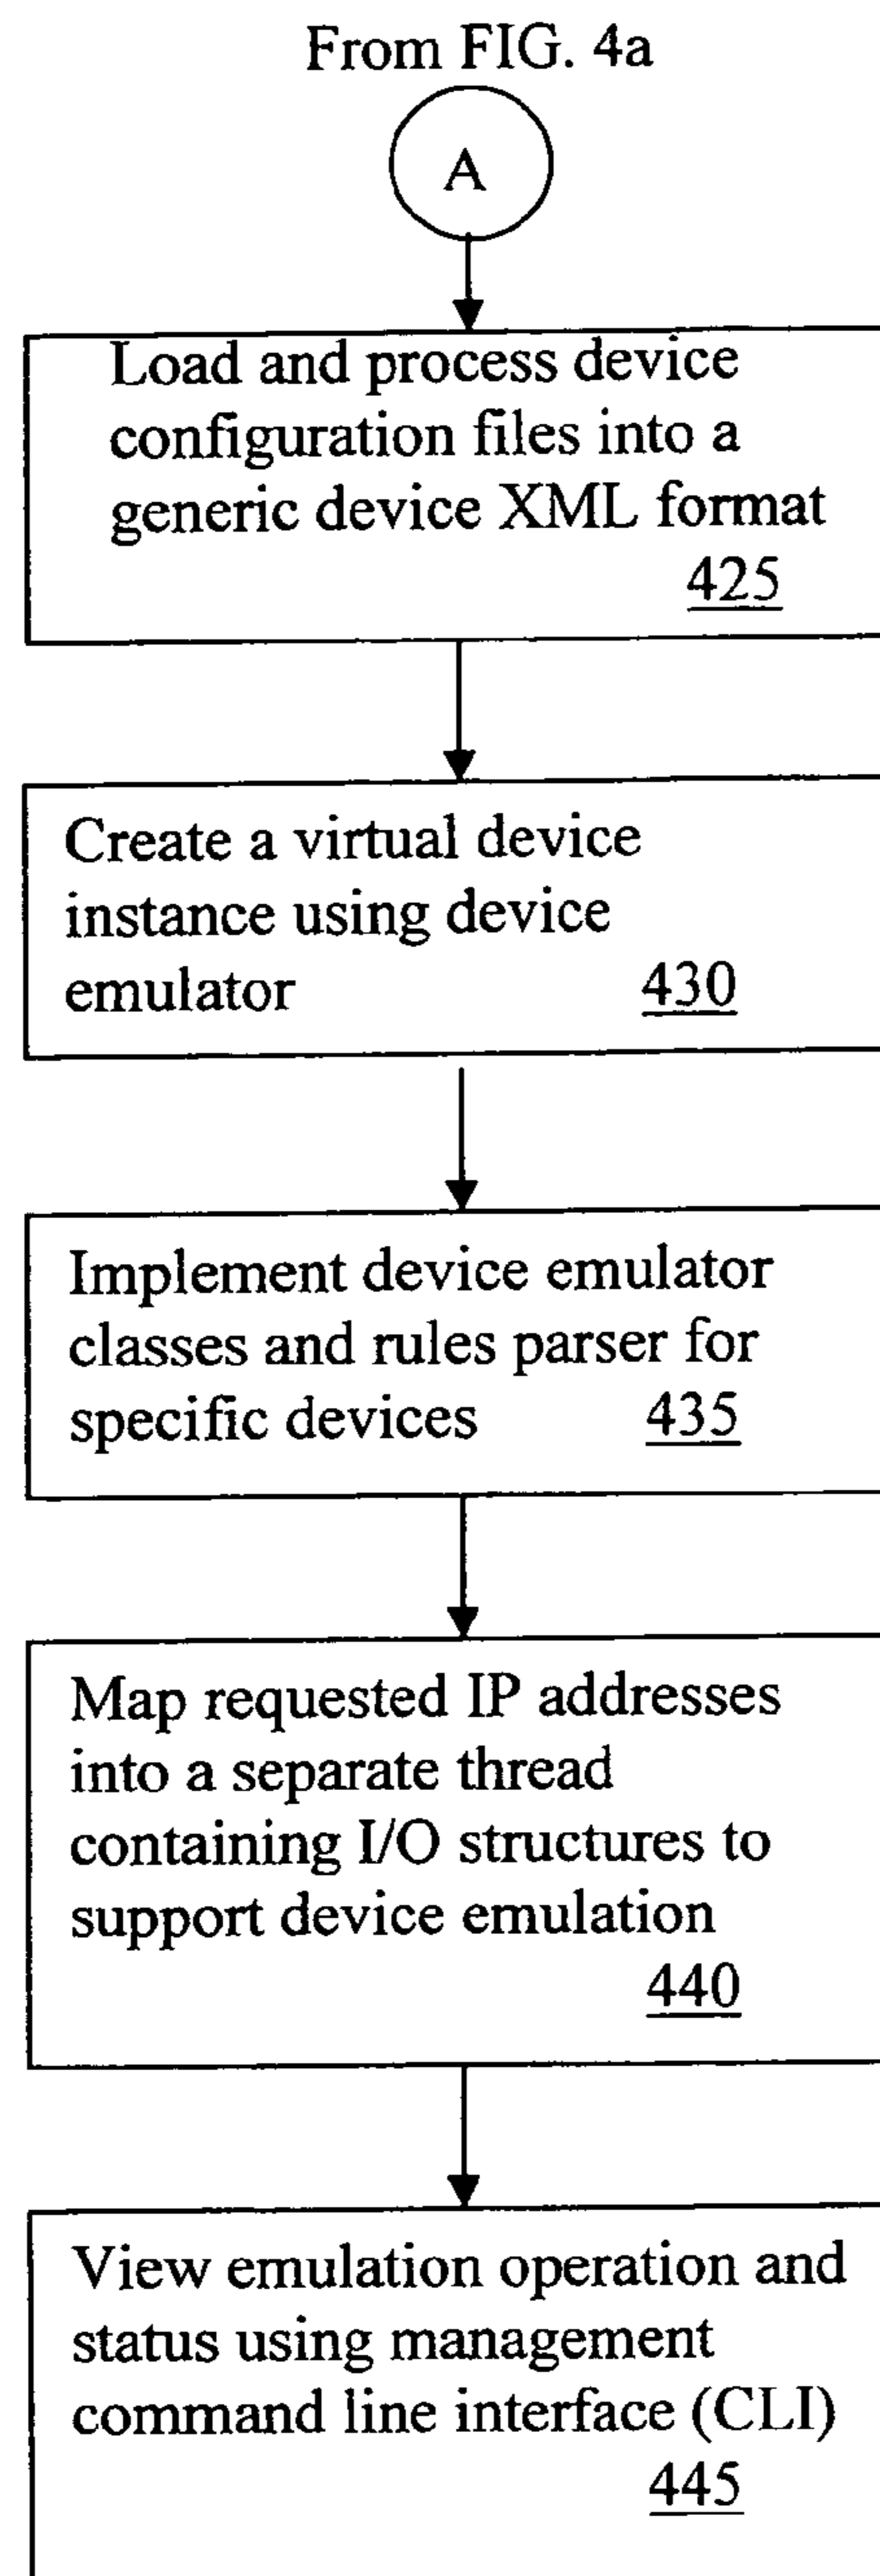 From FIG. 4a
A
Load and process device
configuration files into a
generic device XML format
425
Create a virtual device
instance using device
emulator 430
Implement device emulator
classes and rules parser for
specific devices 435
Map requested IP addresses
into a separate thread
containing I/O structures to
support device emulation
440
View emulation operation and
status using management
command line interface (CLI)
445